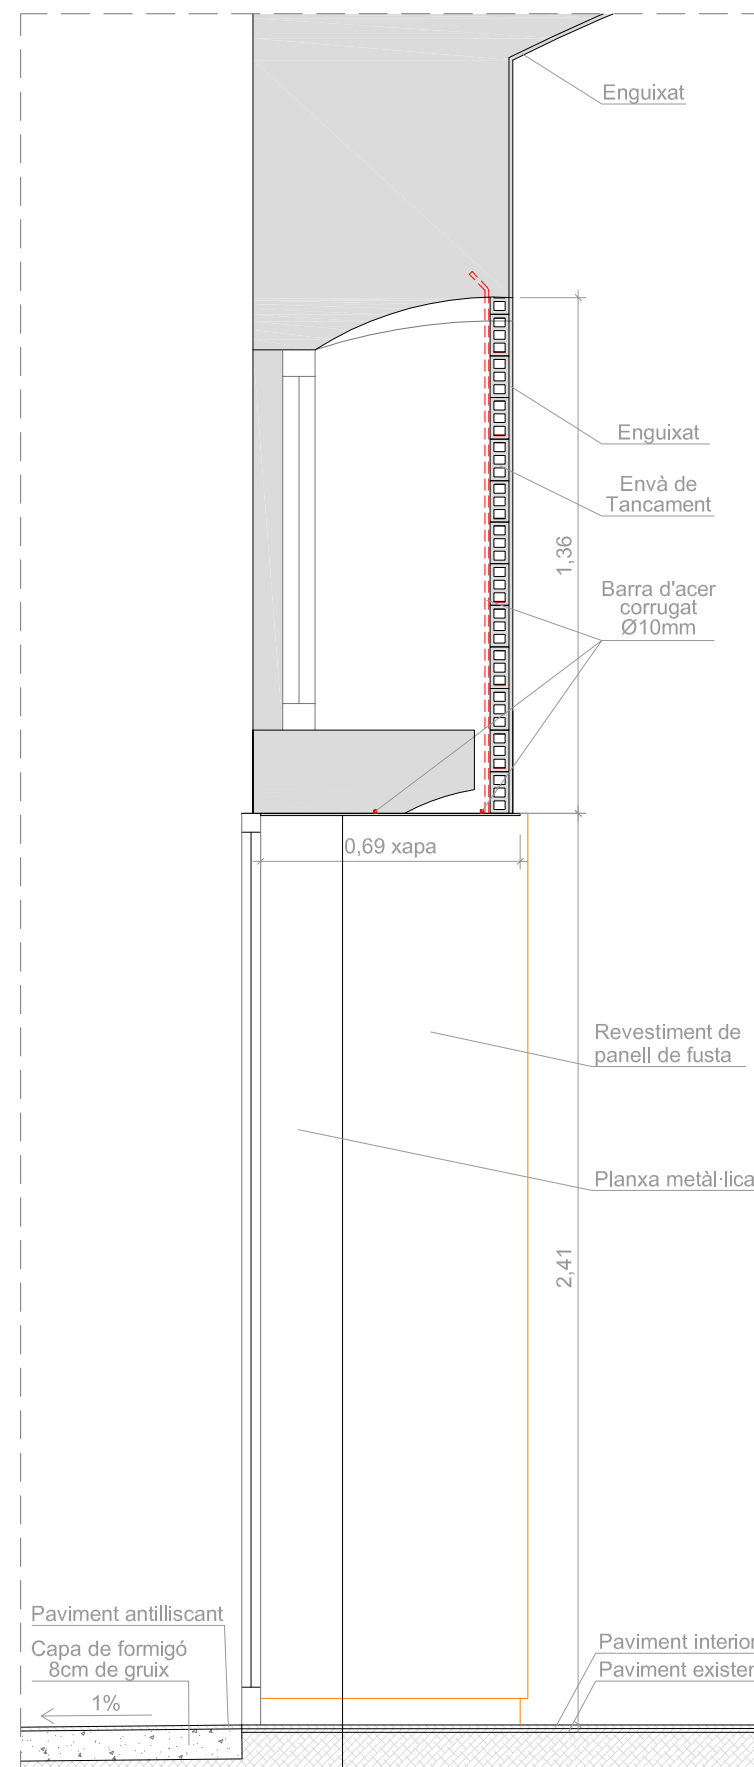 Enguixat
Enguixat
Envà de
Tancament
1,36
Barra d'acer
corrugat
Ø10mm
0,69 xapa
Revestiment de
panell de fusta
Planxa metàl·lica
2,41
Paviment antilliscant
Capa de formigó
8cm de gruix
1%
Paviment interior
Paviment existen